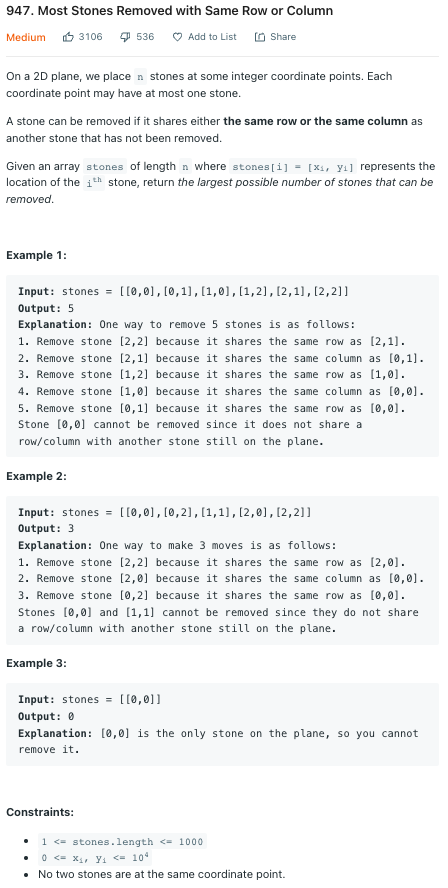 947. Most Stones Removed with Same Row or Column
Medium 3106 536 Add to List Share
On a 2D plane, we place n stones at some integer coordinate points. Each
coordinate point may have at most one stone.
A stone can be removed if it shares either the same row or the same column as
another stone that has not been removed.
Given an array stones of length n where stones[i] = [xᵢ, yᵢ] represents the
location of the iᵗʰ stone, return the largest possible number of stones that can be
removed.
Example 1:
Input: stones = [[0,0],[0,1],[1,0],[1,2],[2,1],[2,2]]
Output: 5
Explanation: One way to remove 5 stones is as follows:
1. Remove stone [2,2] because it shares the same row as [2,1].
2. Remove stone [2,1] because it shares the same column as [0,1].
3. Remove stone [1,2] because it shares the same row as [1,0].
4. Remove stone [1,0] because it shares the same column as [0,0].
5. Remove stone [0,1] because it shares the same row as [0,0].
Stone [0,0] cannot be removed since it does not share a
row/column with another stone still on the plane.
Example 2:
Input: stones = [[0,0],[0,2],[1,1],[2,0],[2,2]]
Output: 3
Explanation: One way to make 3 moves is as follows:
1. Remove stone [2,2] because it shares the same row as [2,0].
2. Remove stone [2,0] because it shares the same column as [0,0].
3. Remove stone [0,2] because it shares the same row as [0,0].
Stones [0,0] and [1,1] cannot be removed since they do not share
a row/column with another stone still on the plane.
Example 3:
Input: stones = [[0,0]]
Output: 0
Explanation: [0,0] is the only stone on the plane, so you cannot
remove it.
Constraints:
• 1 <= stones.length <= 1000
• 0 <= xᵢ, yᵢ <= 10⁴
• No two stones are at the same coordinate point.